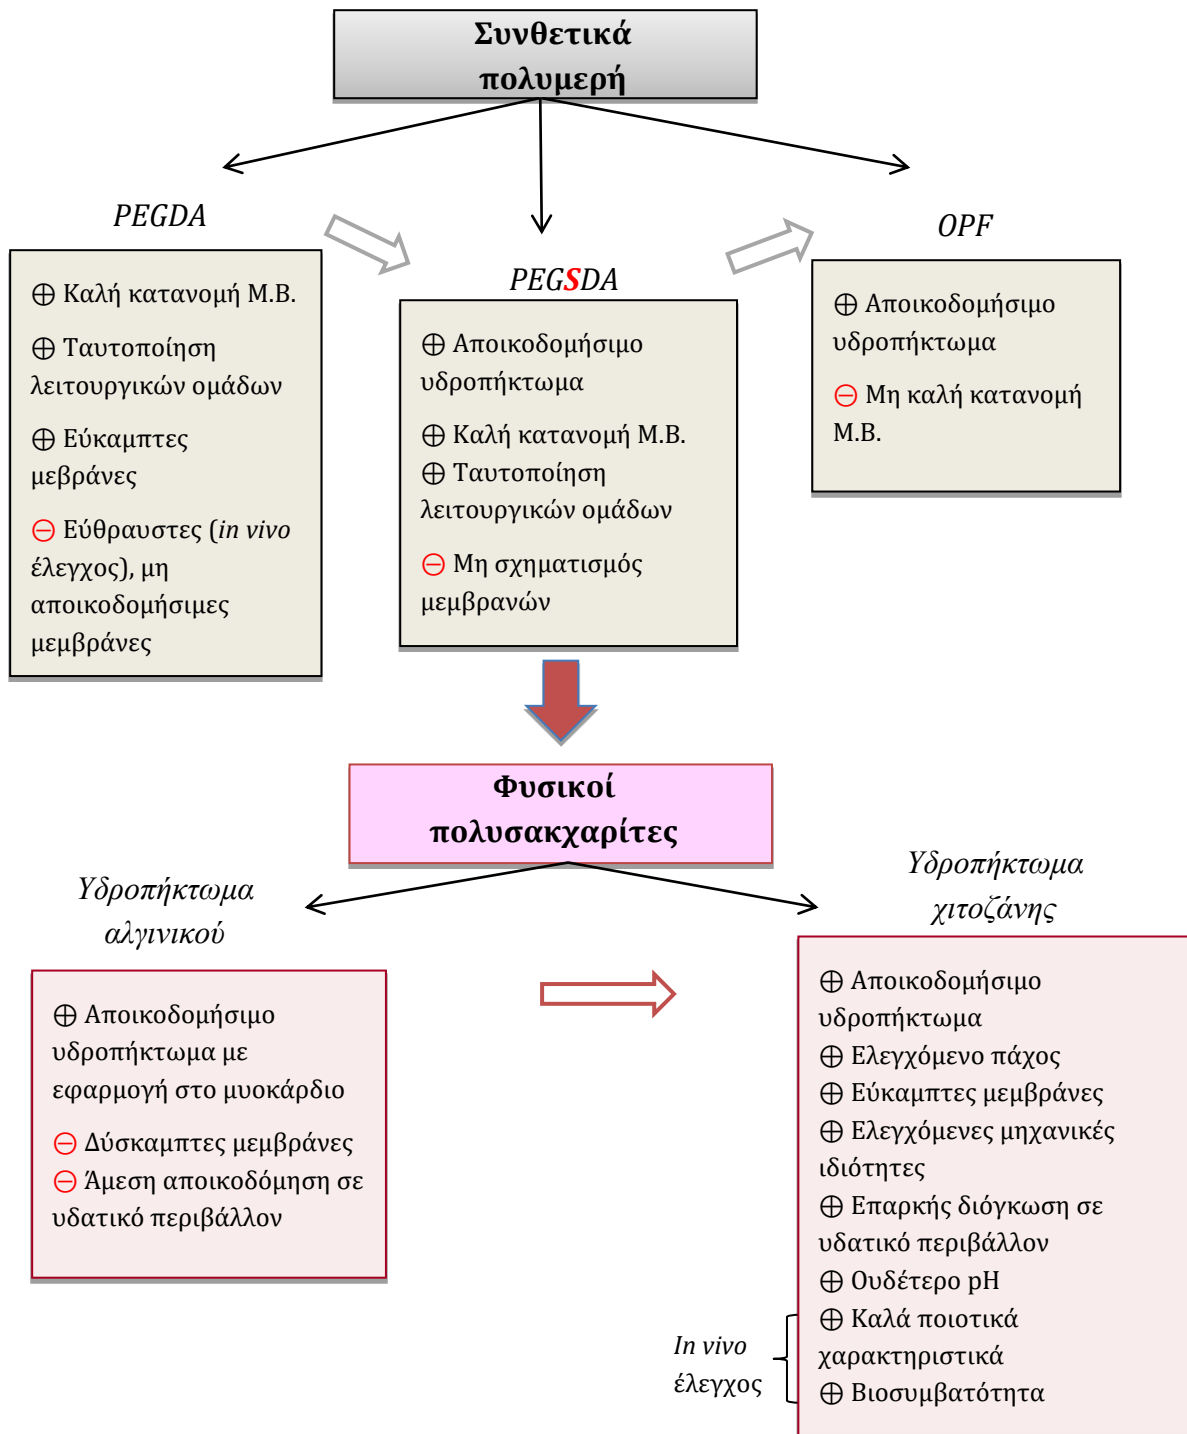 Συνθετικά
πολυμερή
PEGDA
⊕ Καλή κατανομή Μ.Β.
⊕ Ταυτοποίηση
λειτουργικών ομάδων
⊕ Εύκαμπτες
μεβράνες
⊖ Εύθραυστες (in vivo
έλεγχος), μη
αποικοδομήσιμες
μεμβράνες
PEGSDA
⊕ Αποικοδομήσιμο
υδροπήκτωμα
⊕ Καλή κατανομή Μ.Β.
⊕ Ταυτοποίηση
λειτουργικών ομάδων
⊖ Μη σχηματισμός
μεμβρανών
OPF
⊕ Αποικοδομήσιμο
υδροπήκτωμα
⊖ Μη καλή κατανομή
Μ.Β.
Φυσικοί
πολυσακχαρίτες
Υδροπήκτωμα
αλγινικού
⊕ Αποικοδομήσιμο
υδροπήκτωμα με
εφαρμογή στο μυοκάρδιο
⊖ Δύσκαμπτες μεμβράνες
⊖ Άμεση αποικοδόμηση σε
υδατικό περιβάλλον
Υδροπήκτωμα
χιτοζάνης
⊕ Αποικοδομήσιμο
υδροπήκτωμα
⊕ Ελεγχόμενο πάχος
⊕ Εύκαμπτες μεμβράνες
⊕ Ελεγχόμενες μηχανικές
ιδιότητες
⊕ Επαρκής διόγκωση σε
υδατικό περιβάλλον
⊕ Ουδέτερο pH
⊕ Καλά ποιοτικά
χαρακτηριστικά
⊕ Βιοσυμβατότητα
In vivo
έλεγχος